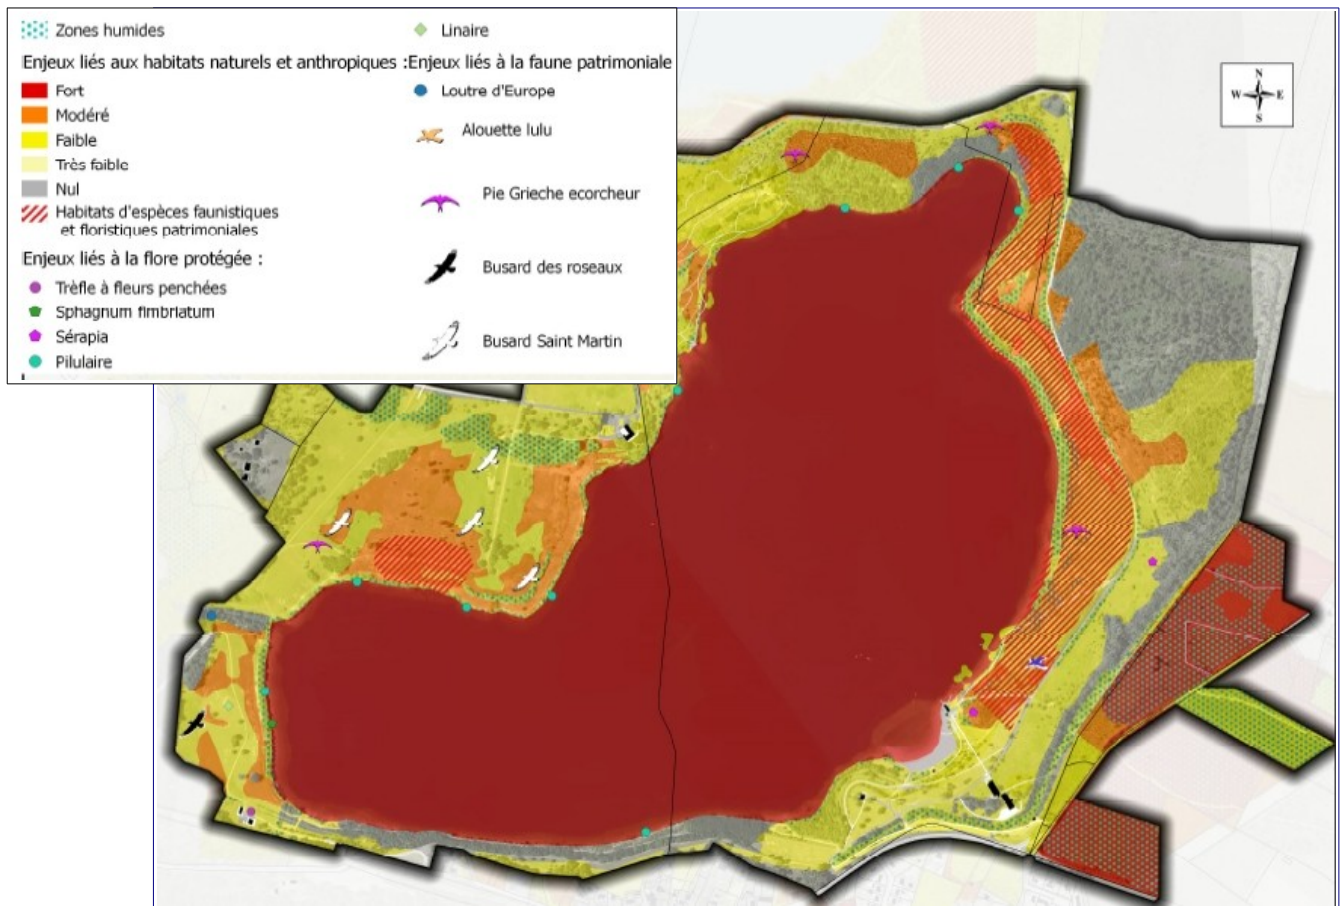 Zones humides
Enjeux liés aux habitats naturels et anthropiques :
Fort
Modéré
Faible
Très faible
Nul
Habitats d'espèces faunistiques
et floristiques patrimoniales
Enjeux liés à la flore protégée :
Trèfle à fleurs penchées
Sphagnum fimbriatum
Sérapia
Pilulaire
Linaire
Enjeux liés à la faune patrimoniale
Loutre d'Europe
Alouette lulu
Pie Grieche ecorcheur
Busard des roseaux
Busard Saint Martin
N
W E
S